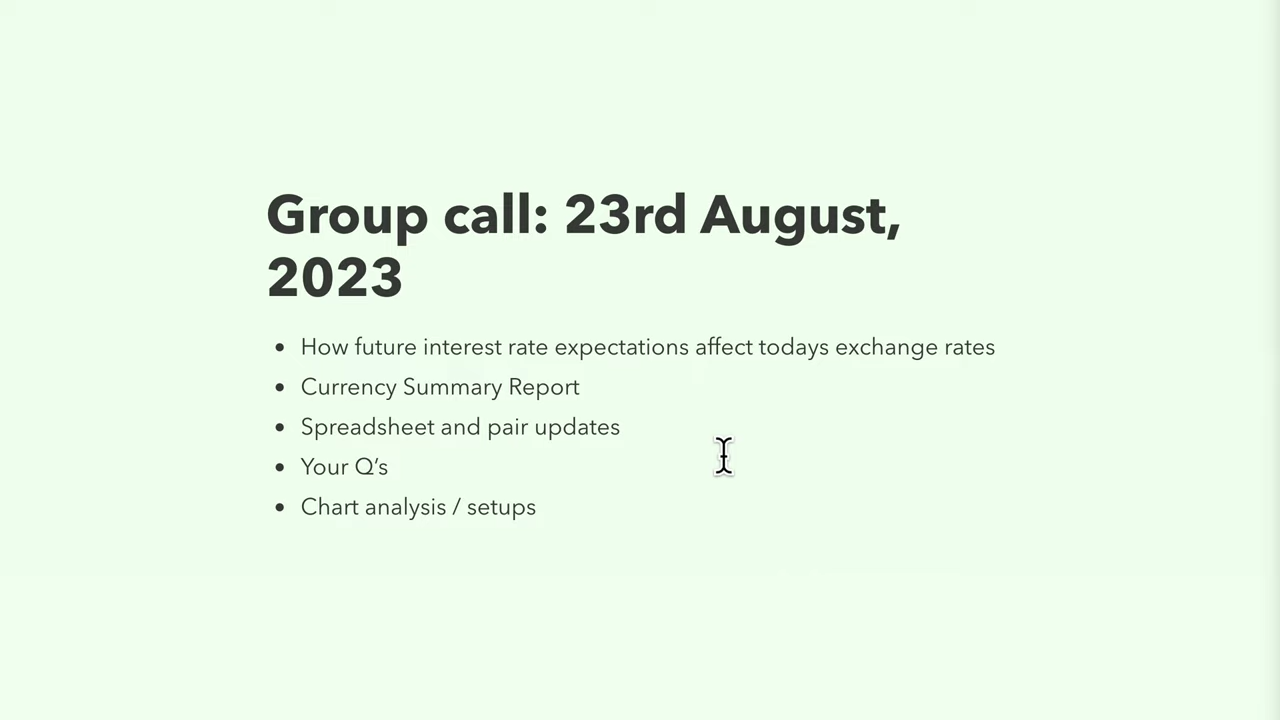 Group call: 23rd August,
2023
• How future interest rate expectations affect todays exchange rates
• Currency Summary Report
• Spreadsheet and pair updates
• Your Q’s
• Chart analysis / setups